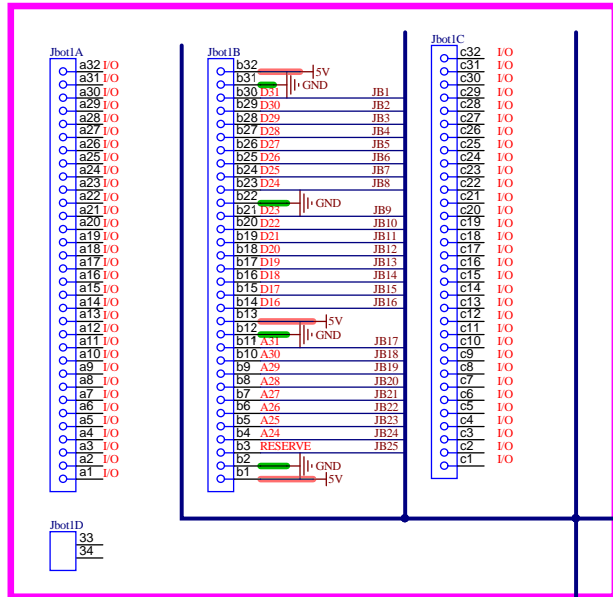 Jbot1A
a32 I/O
a31 I/O
a30 I/O
a29 I/O
a28 I/O
a27 I/O
a26 I/O
a25 I/O
a24 I/O
a23 I/O
a22 I/O
a21 I/O
a20 I/O
a19 I/O
a18 I/O
a17 I/O
a16 I/O
a15 I/O
a14 I/O
a13 I/O
a12 I/O
a11 I/O
a10 I/O
a9 I/O
a8 I/O
a7 I/O
a6 I/O
a5 I/O
a4 I/O
a3 I/O
a2 I/O
a1 I/O
Jbot1B
b32 5V
b31 GND
b30 D31 JB1
b29 D30 JB2
b28 D29 JB3
b27 D28 JB4
b26 D27 JB5
b25 D26 JB6
b24 D25 JB7
b23 D24 JB8
b22 GND
b21 D23 JB9
b20 D22 JB10
b19 D21 JB11
b18 D20 JB12
b17 D19 JB13
b16 D18 JB14
b15 D17 JB15
b14 D16 JB16
b13 5V
b12 GND
b11 A31 JB17
b10 A30 JB18
b9 A29 JB19
b8 A28 JB20
b7 A27 JB21
b6 A26 JB22
b5 A25 JB23
b4 A24 JB24
b3 RESERVE JB25
b2 GND
b1 5V
Jbot1C
c32 I/O
c31 I/O
c30 I/O
c29 I/O
c28 I/O
c27 I/O
c26 I/O
c25 I/O
c24 I/O
c23 I/O
c22 I/O
c21 I/O
c20 I/O
c19 I/O
c18 I/O
c17 I/O
c16 I/O
c15 I/O
c14 I/O
c13 I/O
c12 I/O
c11 I/O
c10 I/O
c9 I/O
c8 I/O
c7 I/O
c6 I/O
c5 I/O
c4 I/O
c3 I/O
c2 I/O
c1 I/O
Jbot1D
33
34